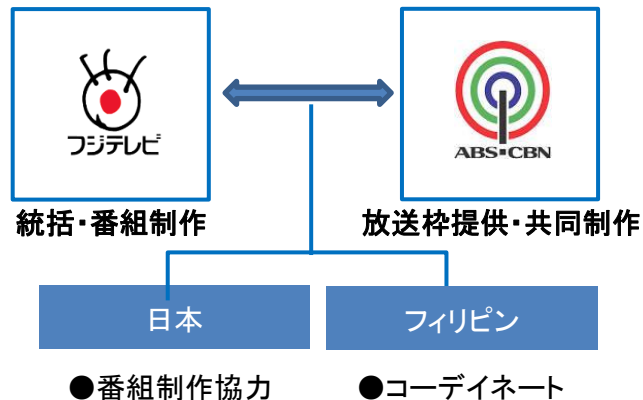 フジテレビ
ABS-CBN
統括・番組制作
放送枠提供・共同制作
日本
フィリピン
●番組制作協力
●コーデイネート